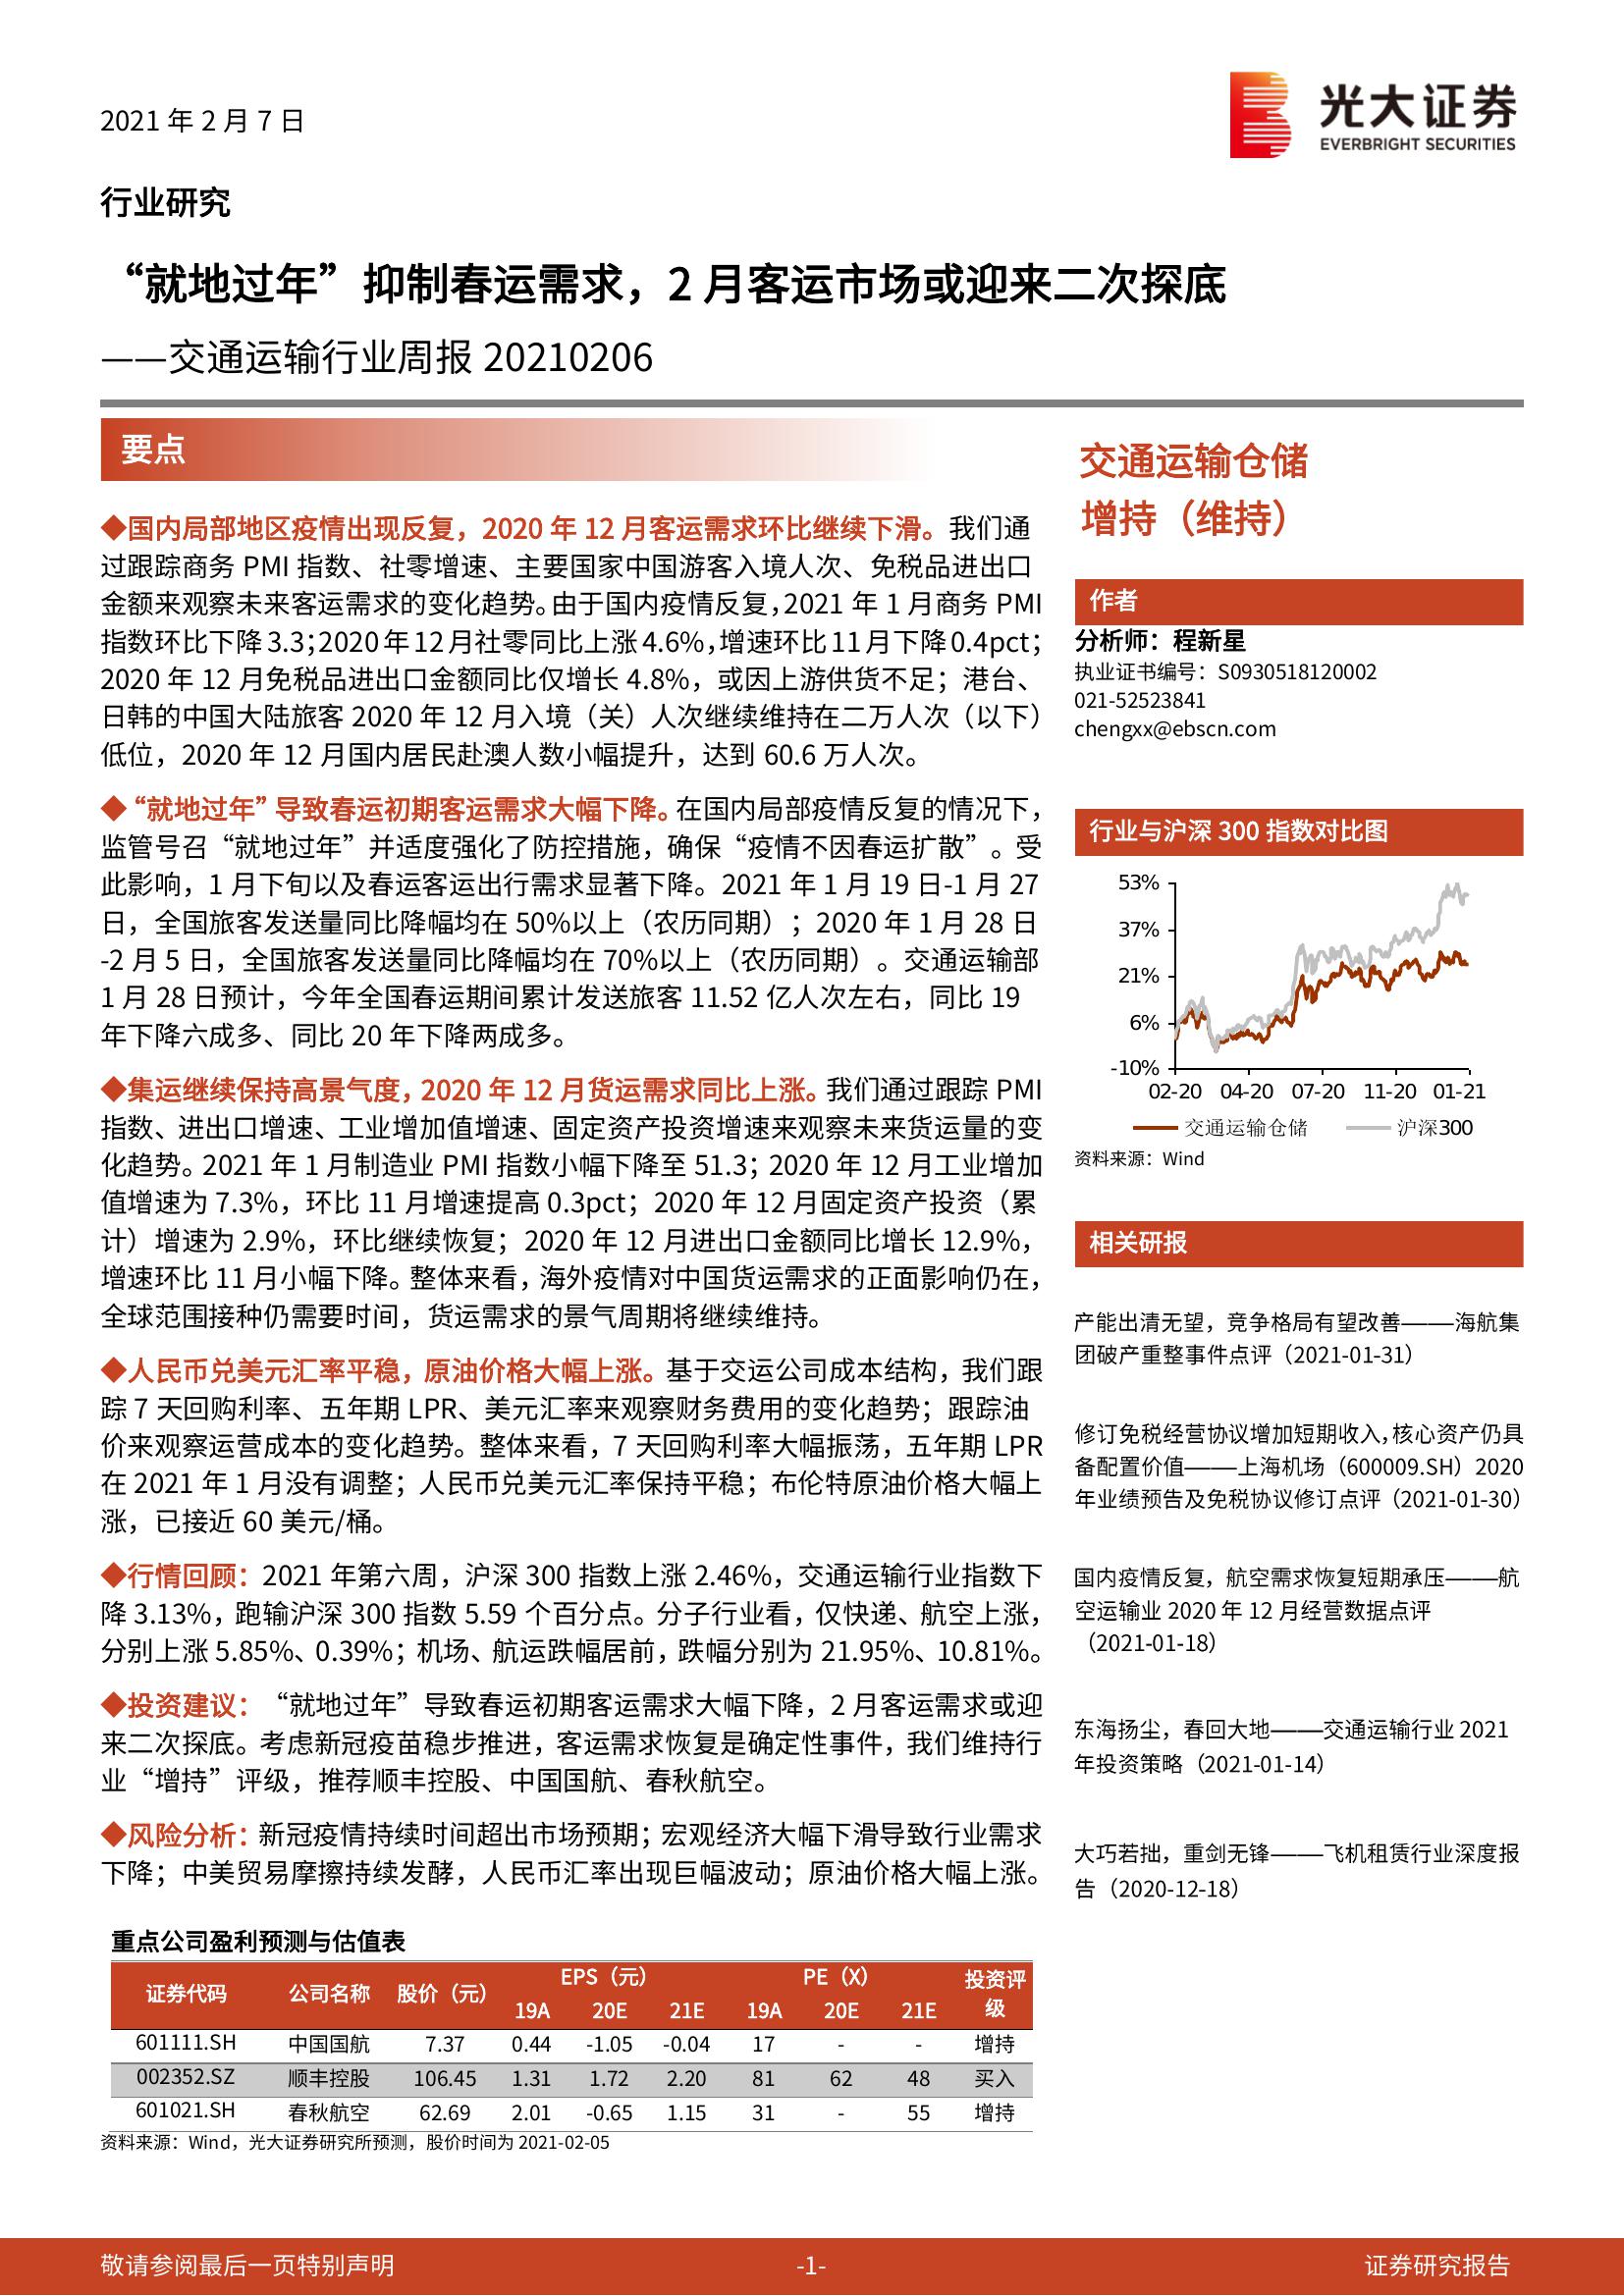 2021 年 2 月 7 日
光大证券
EVERBRIGHT SECURITIES
行业研究
“就地过年”抑制春运需求，2 月客运市场或迎来二次探底
——交通运输行业周报 20210206
要点
◆国内局部地区疫情出现反复，2020 年 12 月客运需求环比继续下滑。我们通
过跟踪商务 PMI 指数、社零增速、主要国家中国游客入境人次、免税品进出口
金额来观察未来客运需求的变化趋势。由于国内疫情反复，2021 年 1 月商务 PMI
指数环比下降 3.3；2020 年 12 月社零同比上涨 4.6%，增速环比 11 月下降 0.4pct；
2020 年 12 月免税品进出口金额同比仅增长 4.8%，或因上游供货不足；港台、
日韩的中国大陆旅客 2020 年 12 月入境（关）人次继续维持在二万人次（以下）
低位，2020 年 12 月国内居民赴澳人数小幅提升，达到 60.6 万人次。
◆“就地过年”导致春运初期客运需求大幅下降。在国内局部疫情反复的情况下，
监管号召“就地过年”并适度强化了防控措施，确保“疫情不因春运扩散”。受
此影响，1 月下旬以及春运客运出行需求显著下降。2021 年 1 月 19 日-1 月 27
日，全国旅客发送量同比降幅均在 50%以上（农历同期）；2020 年 1 月 28 日
-2 月 5 日，全国旅客发送量同比降幅均在 70%以上（农历同期）。交通运输部
1 月 28 日预计，今年全国春运期间累计发送旅客 11.52 亿人次左右，同比 19
年下降六成多、同比 20 年下降两成多。
◆集运继续保持高景气度，2020 年 12 月货运需求同比上涨。我们通过跟踪 PMI
指数、进出口增速、工业增加值增速、固定资产投资增速来观察未来货运量的变
化趋势。2021 年 1 月制造业 PMI 指数小幅下降至 51.3；2020 年 12 月工业增加
值增速为 7.3%，环比 11 月增速提高 0.3pct；2020 年 12 月固定资产投资（累
计）增速为 2.9%，环比继续恢复；2020 年 12 月进出口金额同比增长 12.9%，
增速环比 11 月小幅下降。整体来看，海外疫情对中国货运需求的正面影响仍在，
全球范围接种仍需要时间，货运需求的景气周期将继续维持。
◆人民币兑美元汇率平稳，原油价格大幅上涨。基于交运公司成本结构，我们跟
踪 7 天回购利率、五年期 LPR、美元汇率来观察财务费用的变化趋势；跟踪油
价来观察运营成本的变化趋势。整体来看，7 天回购利率大幅振荡，五年期 LPR
在 2021 年 1 月没有调整；人民币兑美元汇率保持平稳；布伦特原油价格大幅上
涨，已接近 60 美元/桶。
◆行情回顾：2021 年第六周，沪深 300 指数上涨 2.46%，交通运输行业指数下
降 3.13%，跑输沪深 300 指数 5.59 个百分点。分子行业看，仅快递、航空上涨，
分别上涨 5.85%、0.39%；机场、航运跌幅居前，跌幅分别为 21.95%、10.81%。
◆投资建议：“就地过年”导致春运初期客运需求大幅下降，2 月客运需求或迎
来二次探底。考虑新冠疫苗稳步推进，客运需求恢复是确定性事件，我们维持行
业“增持”评级，推荐顺丰控股、中国国航、春秋航空。
◆风险分析：新冠疫情持续时间超出市场预期；宏观经济大幅下滑导致行业需求
下降；中美贸易摩擦持续发酵，人民币汇率出现巨幅波动；原油价格大幅上涨。
重点公司盈利预测与估值表
证券代码 公司名称 股价（元） EPS（元） PE（X） 投资评级
19A 20E 21E 19A 20E 21E
601111.SH 中国国航 7.37 0.44 -1.05 -0.04 17 - - 增持
002352.SZ 顺丰控股 106.45 1.31 1.72 2.20 81 62 48 买入
601021.SH 春秋航空 62.69 2.01 -0.65 1.15 31 - 55 增持
资料来源：Wind，光大证券研究所预测，股价时间为 2021-02-05
交通运输仓储
增持（维持）
作者
分析师：程新星
执业证书编号：S0930518120002
021-52523841
chengxx@ebscn.com
行业与沪深 300 指数对比图
53%
37%
21%
6%
-10%
02-20 04-20 07-20 11-20 01-21
交通运输仓储 沪深300
资料来源：Wind
相关研报
产能出清无望，竞争格局有望改善——海航集
团破产重整事件点评（2021-01-31）
修订免税经营协议增加短期收入，核心资产仍具
备配置价值——上海机场（600009.SH）2020
年业绩预告及免税协议修订点评（2021-01-30）
国内疫情反复，航空需求恢复短期承压——航
空运输业 2020 年 12 月经营数据点评
（2021-01-18）
东海扬尘，春回大地——交通运输行业 2021
年投资策略（2021-01-14）
大巧若拙，重剑无锋——飞机租赁行业深度报
告（2020-12-18）
敬请参阅最后一页特别声明 -1- 证券研究报告